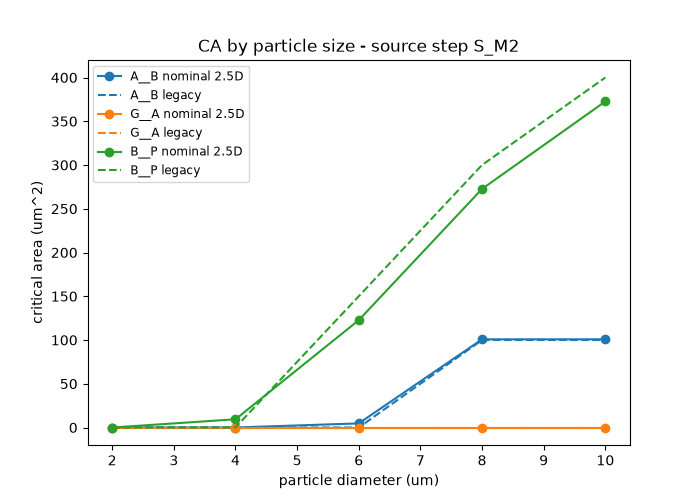 CA by particle size - source step S_M2
A__B nominal 2.5D
A__B legacy
G__A nominal 2.5D
G__A legacy
B__P nominal 2.5D
B__P legacy
critical area (um^2)
400
350
300
250
200
150
100
50
0
2 3 4 5 6 7 8 9 10
particle diameter (um)